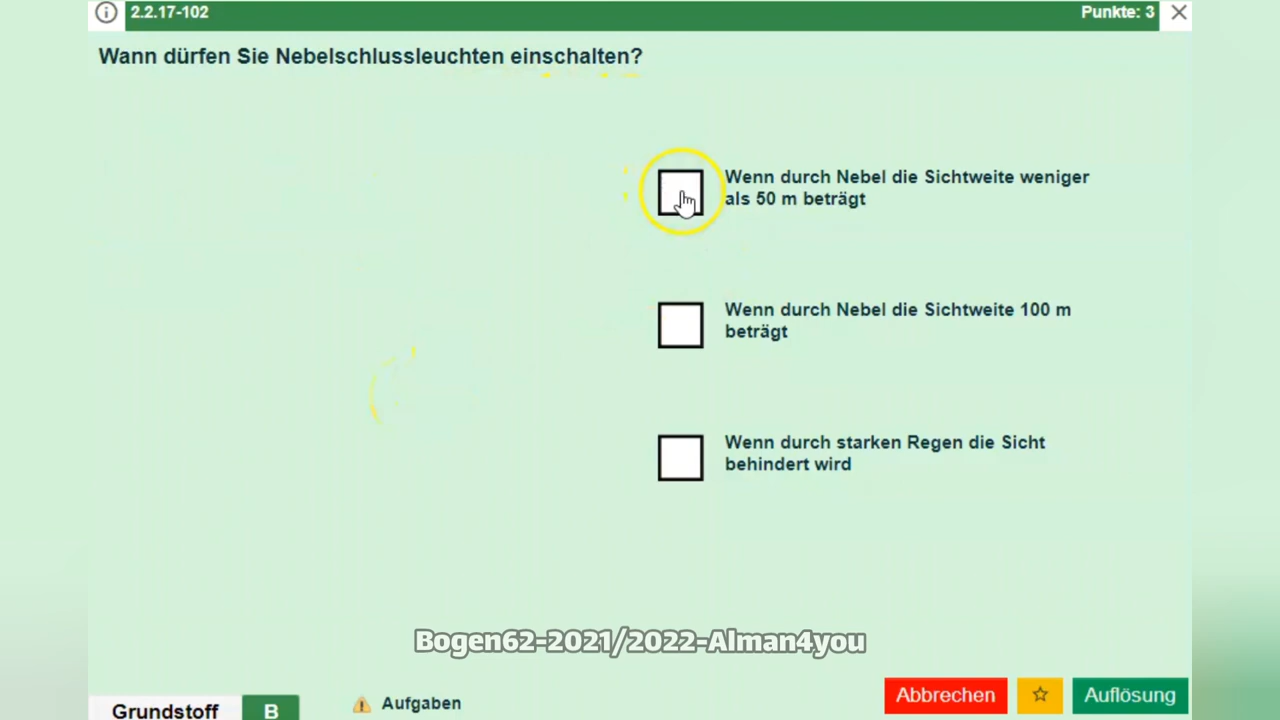 2.2.17-102
Punkte: 3
Wann dürfen Sie Nebelschlussleuchten einschalten?
Wenn durch Nebel die Sichtweite weniger
als 50 m beträgt
Wenn durch Nebel die Sichtweite 100 m
beträgt
Wenn durch starken Regen die Sicht
behindert wird
Bogen62-2021/2022-Alman4you
Grundstoff
B
Aufgaben
Abbrechen
Auflösung